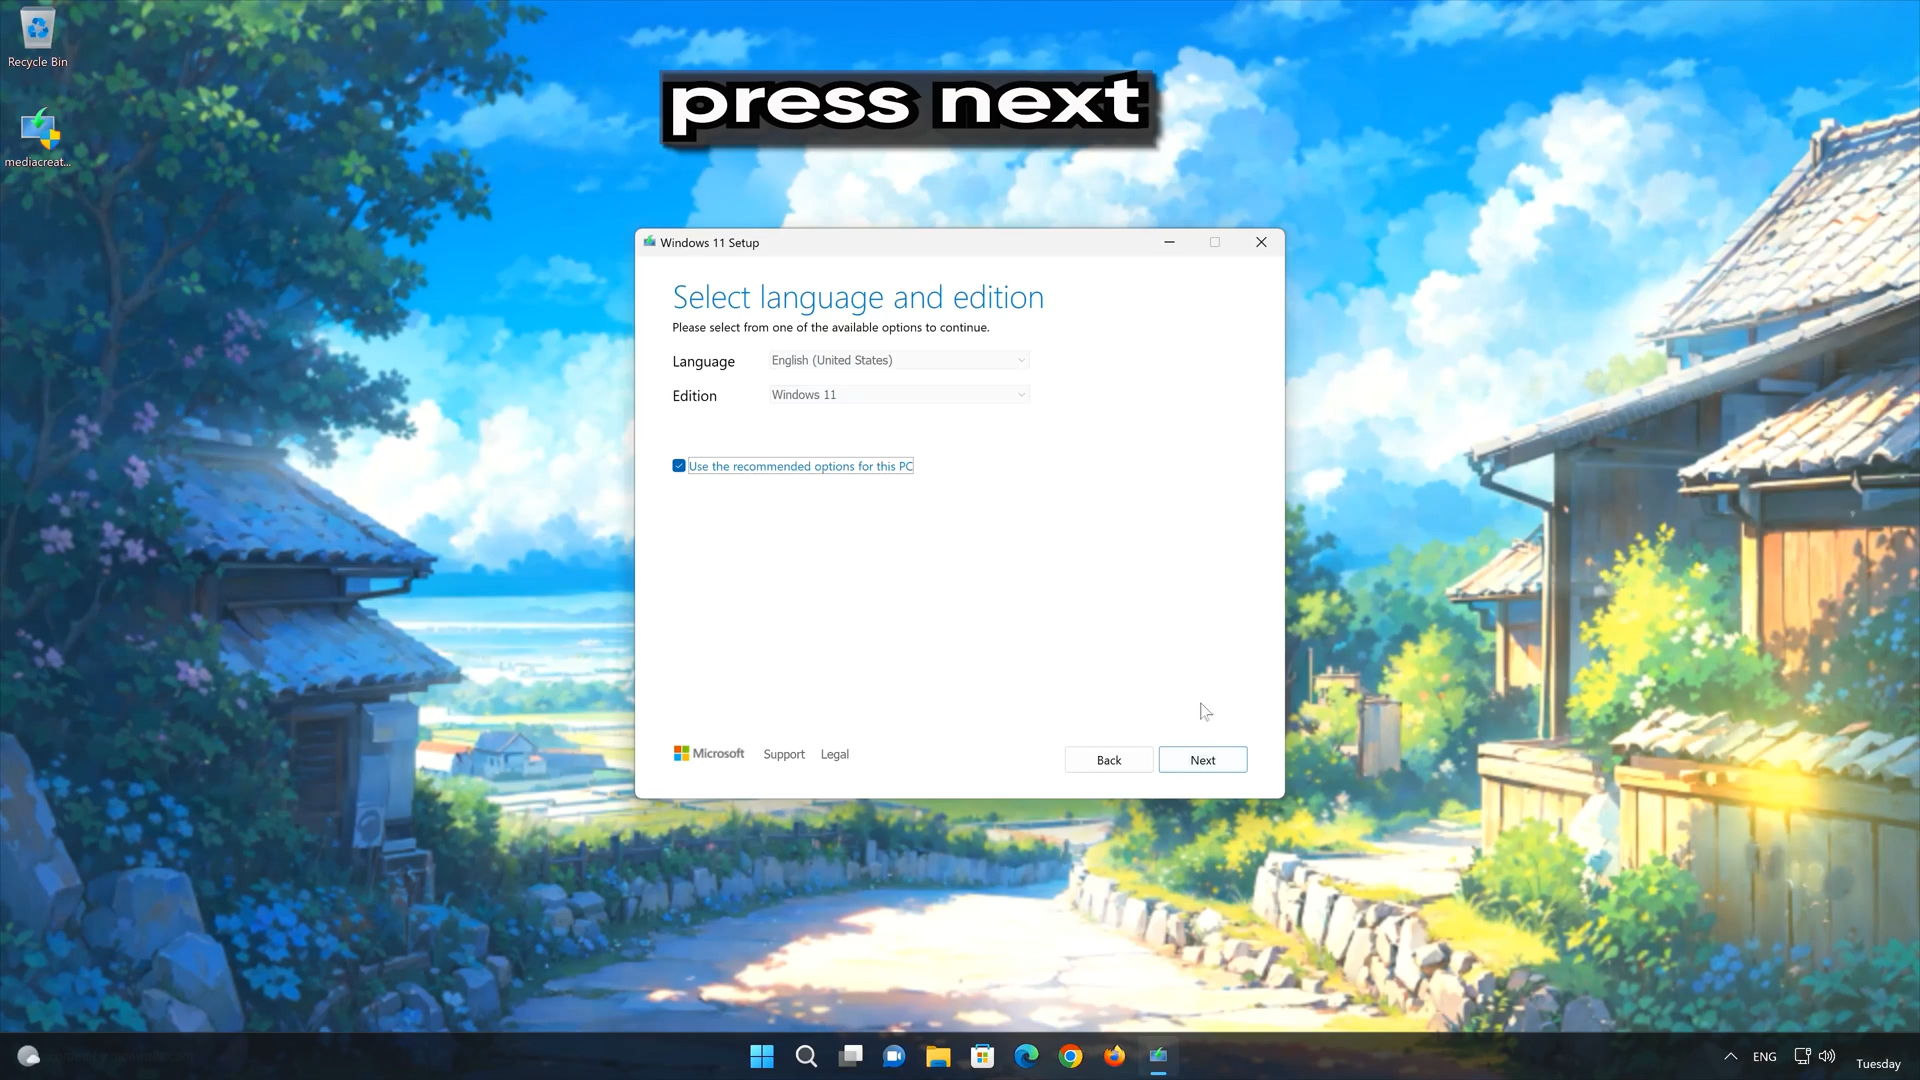 Recycle Bin
press next
mediacreat...
Windows 11 Setup
Select language and edition
Please select from one of the available options to continue.
Language English (United States)
Edition Windows 11
Use the recommended options for this PC
Microsoft Support Legal Back Next
ENG Tuesday